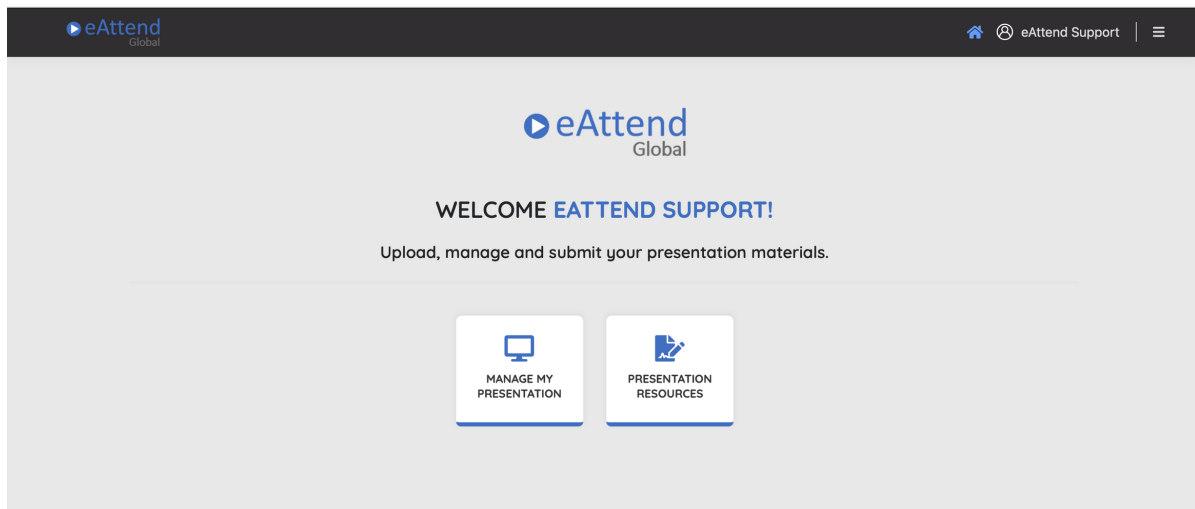 eAttend
Global
eAttend Support
eAttend
Global
WELCOME EATTEND SUPPORT!
Upload, manage and submit your presentation materials.
MANAGE MY
PRESENTATION
PRESENTATION
RESOURCES